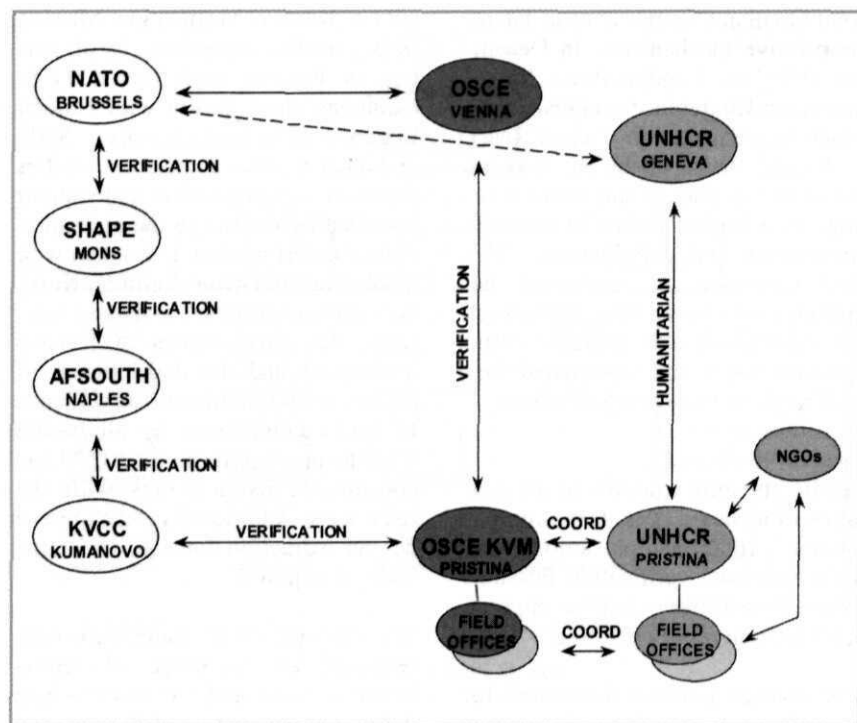 NATO
BRUSSELS
OSCE
VIENNA
UNHCR
GENEVA
VERIFICATION
SHAPE
MONS
VERIFICATION
VERIFICATION
HUMANITARIAN
AFSOUTH
NAPLES
VERIFICATION
NGOs
KVCC
KUMANOVO
VERIFICATION
OSCE KVM
PRISTINA
COORD
UNHCR
PRISTINA
FIELD
OFFICES
COORD
FIELD
OFFICES